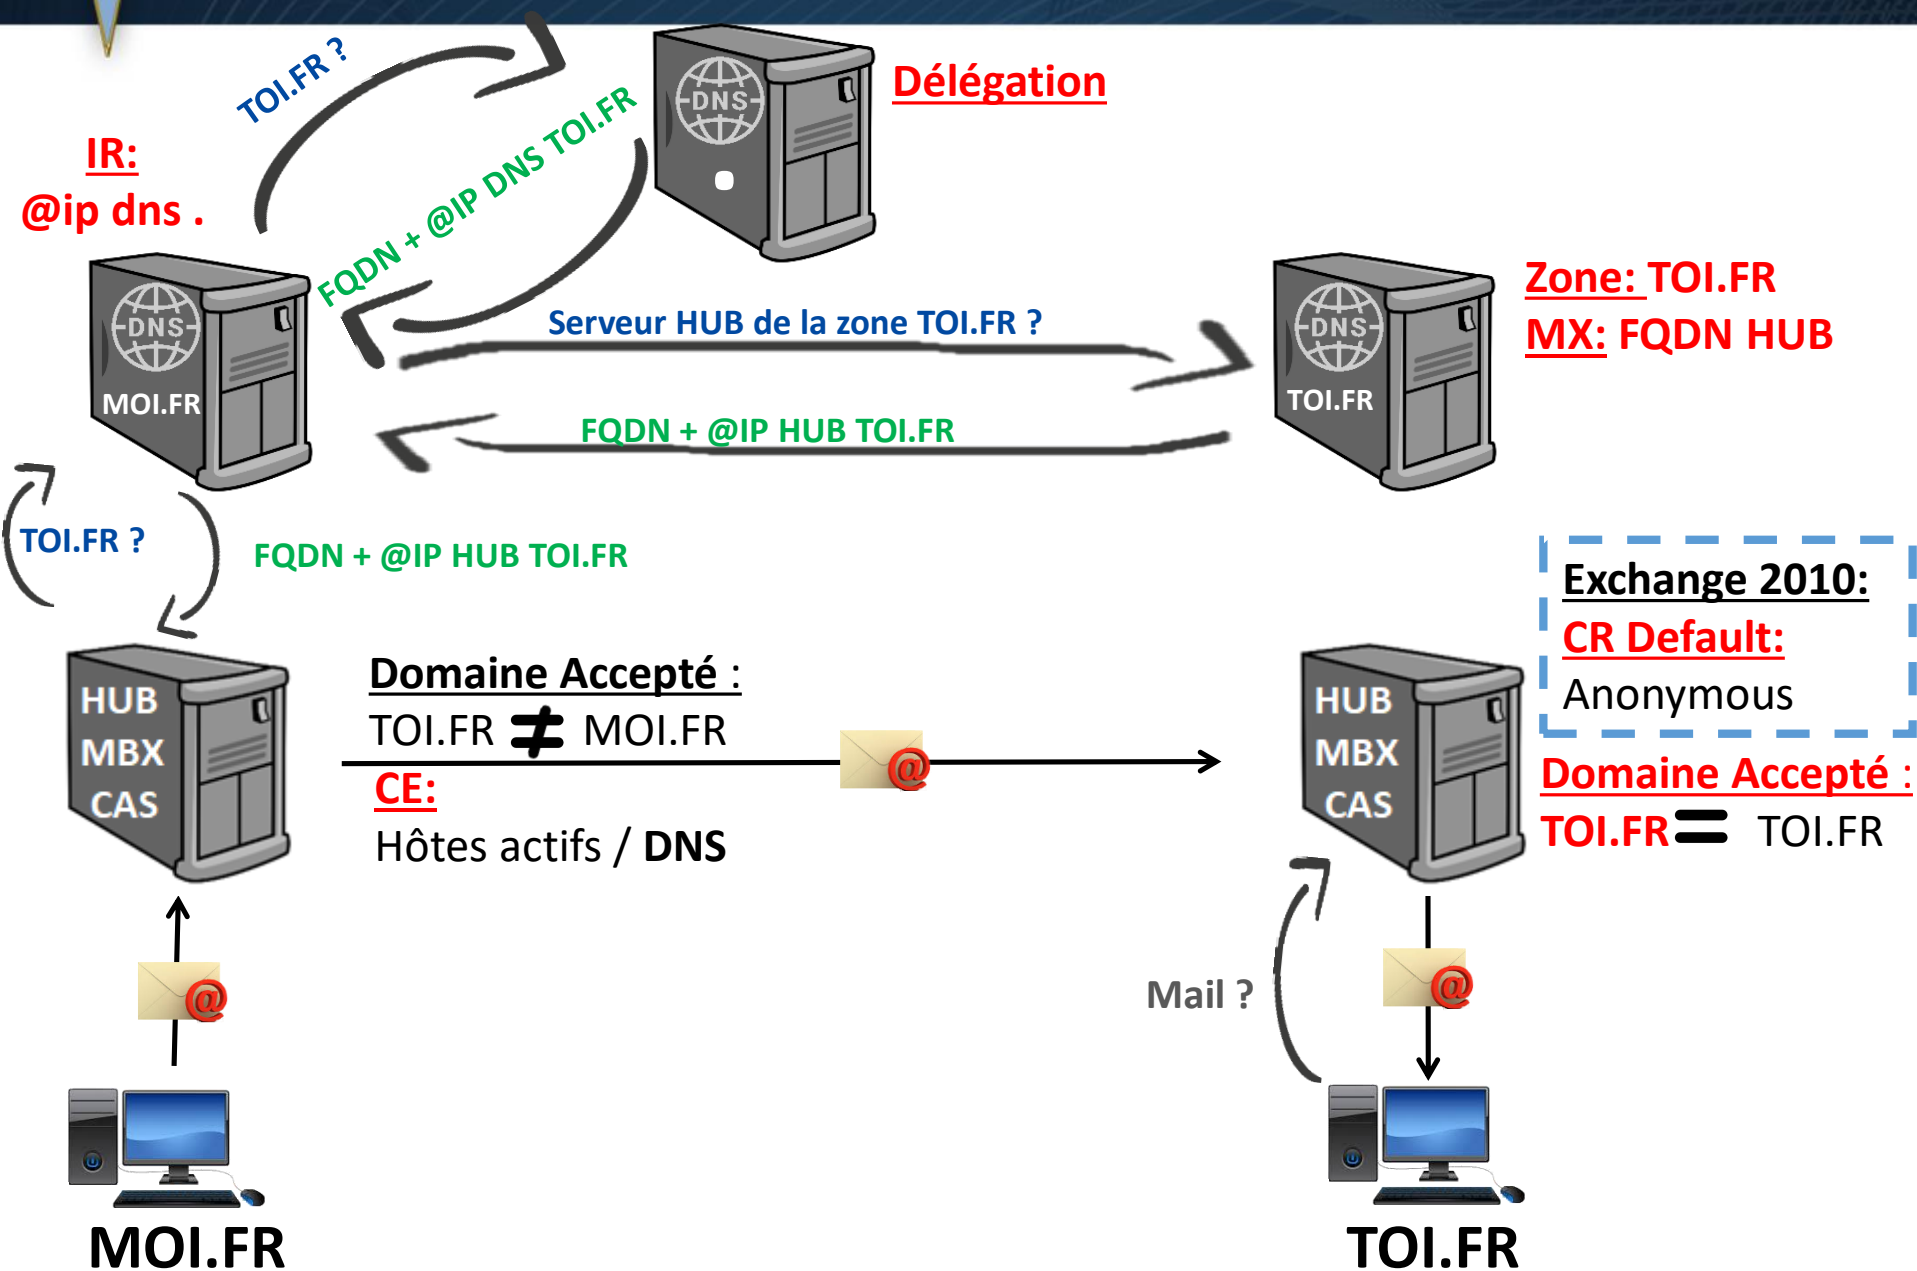 TOI.FR ?
DNS
Délégation
FQDN + @IP DNS TOI.FR
IR:
@ip dns .
DNS
MOI.FR
Serveur HUB de la zone TOI.FR ?
DNS
TOI.FR
Zone: TOI.FR
MX: FQDN HUB
FQDN + @IP HUB TOI.FR
TOI.FR ?
FQDN + @IP HUB TOI.FR
Exchange 2010:
CR Default:
Anonymous
HUB
MBX
CAS
Domaine Accepté :
TOI.FR ≠ MOI.FR
CE:
Hôtes actifs / DNS
@
HUB
MBX
CAS
Domaine Accepté :
TOI.FR = TOI.FR
@
Mail ?
@
MOI.FR
TOI.FR